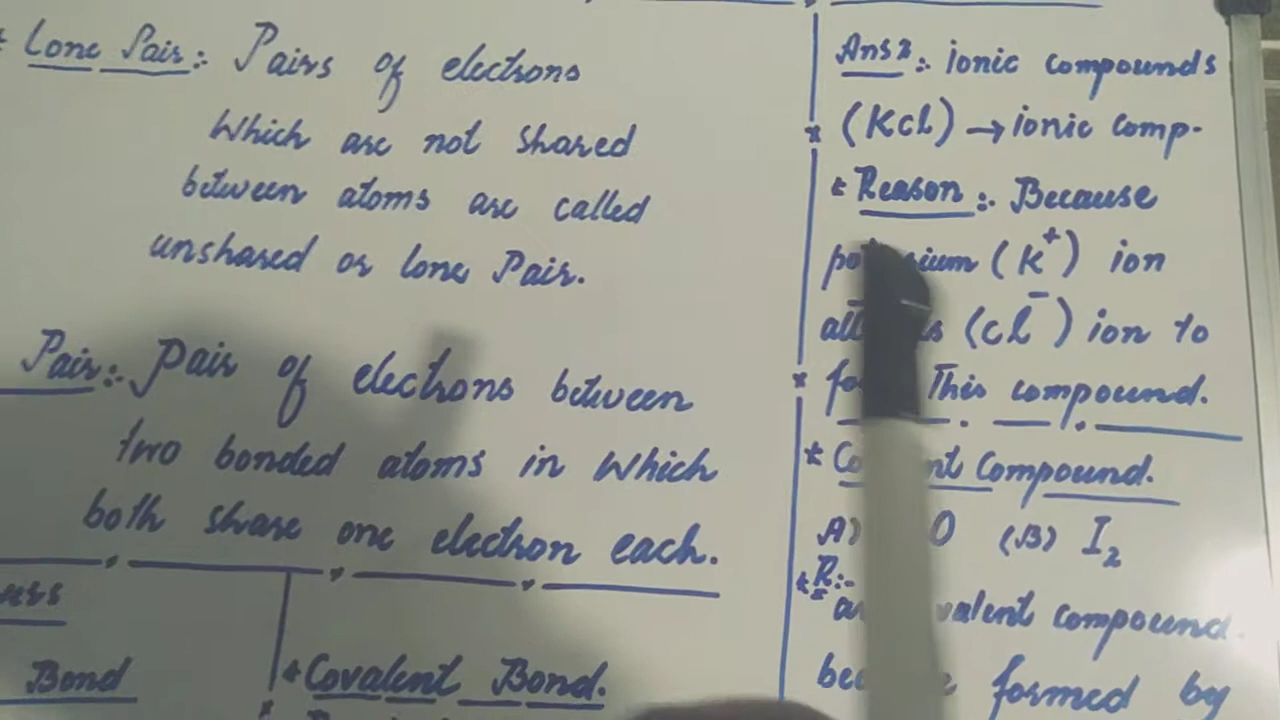 Lone Pair:. Pairs of electrons
Which are not shared
between atoms are called
unshared or lone Pair.
Pair:. Pair of electrons between
two bonded atoms in Which
both share one electron each.
Bond
Covalent Bond.
Ans 2:. ionic compounds
(KCl) → ionic comp.
Reason:. Because
(K+) ion
(Cl-) ion to
This compound.
Compound.
A) (B) I2
R:-
compound.
formed by